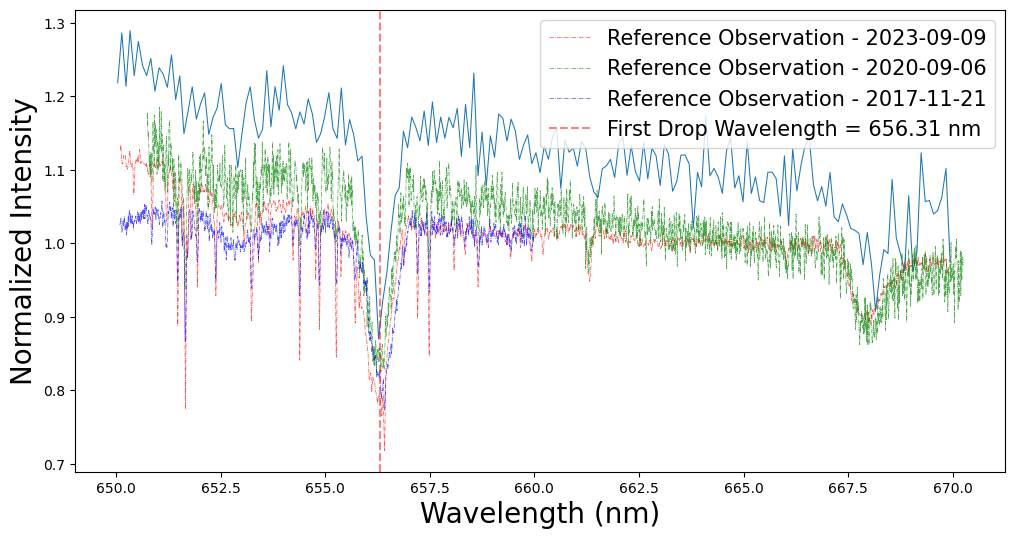 1.3
1.2
1.1
1.0
0.9
0.8
0.7
Normalized Intensity
Reference Observation - 2023-09-09
Reference Observation - 2020-09-06
Reference Observation - 2017-11-21
First Drop Wavelength = 656.31 nm
650.0 652.5 655.0 657.5 660.0 662.5 665.0 667.5 670.0
Wavelength (nm)